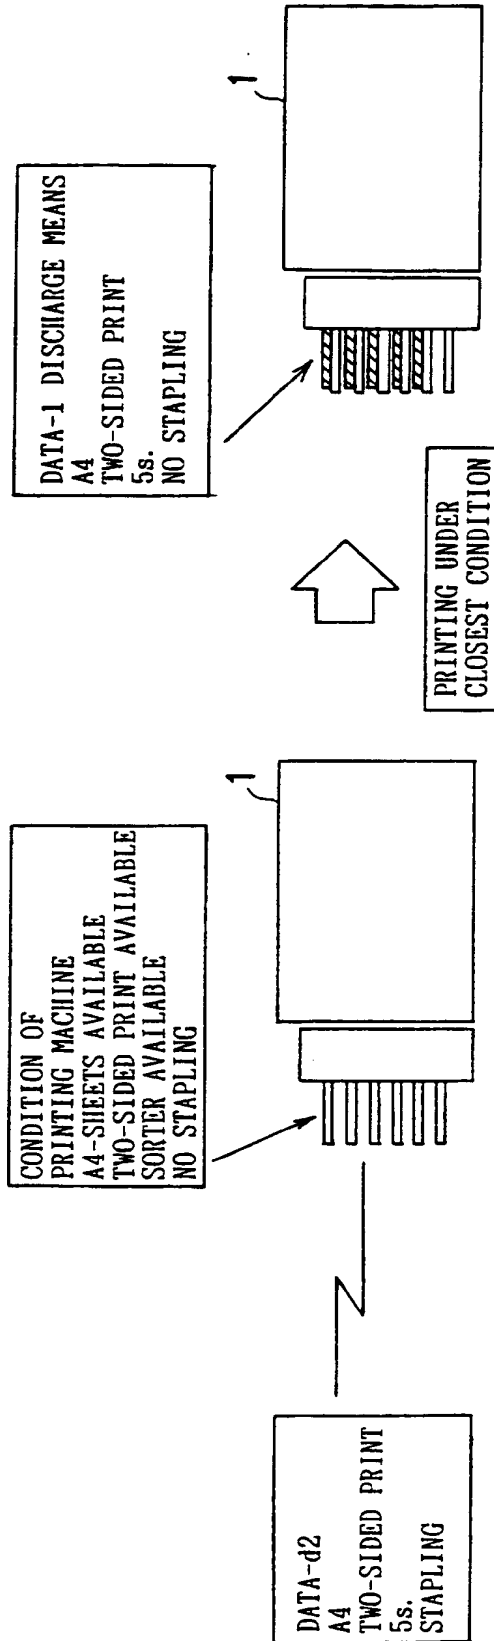 DATA-d2
A4
TWO-SIDED PRINT
5s.
STAPLING
CONDITION OF
PRINTING MACHINE
A4-SHEETS AVAILABLE
TWO-SIDED PRINT AVAILABLE
SORTER AVAILABLE
NO STAPLING
1
PRINTING UNDER
CLOSEST CONDITION
DATA-1 DISCHARGE MEANS
A4
TWO-SIDED PRINT
5s.
NO STAPLING
1